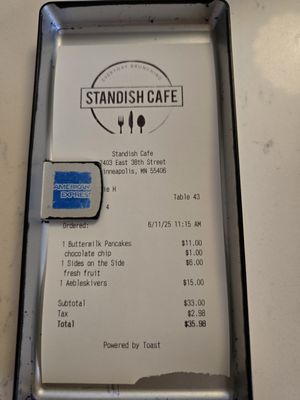 EVERYDAY BRUNCHING
STANDISH CAFE
Standish Cafe
2403 East 38th Street
Minneapolis, MN 55406
H
Table 43
4
AMERICAN
EXPRESS
Ordered: 6/11/25 11:15 AM
1 Buttermilk Pancakes $11.00
chocolate chip $1.00
1 Sides on the Side $6.00
fresh fruit
1 Aebleskivers $15.00
Subtotal $33.00
Tax $2.98
Total $35.98
Powered by Toast